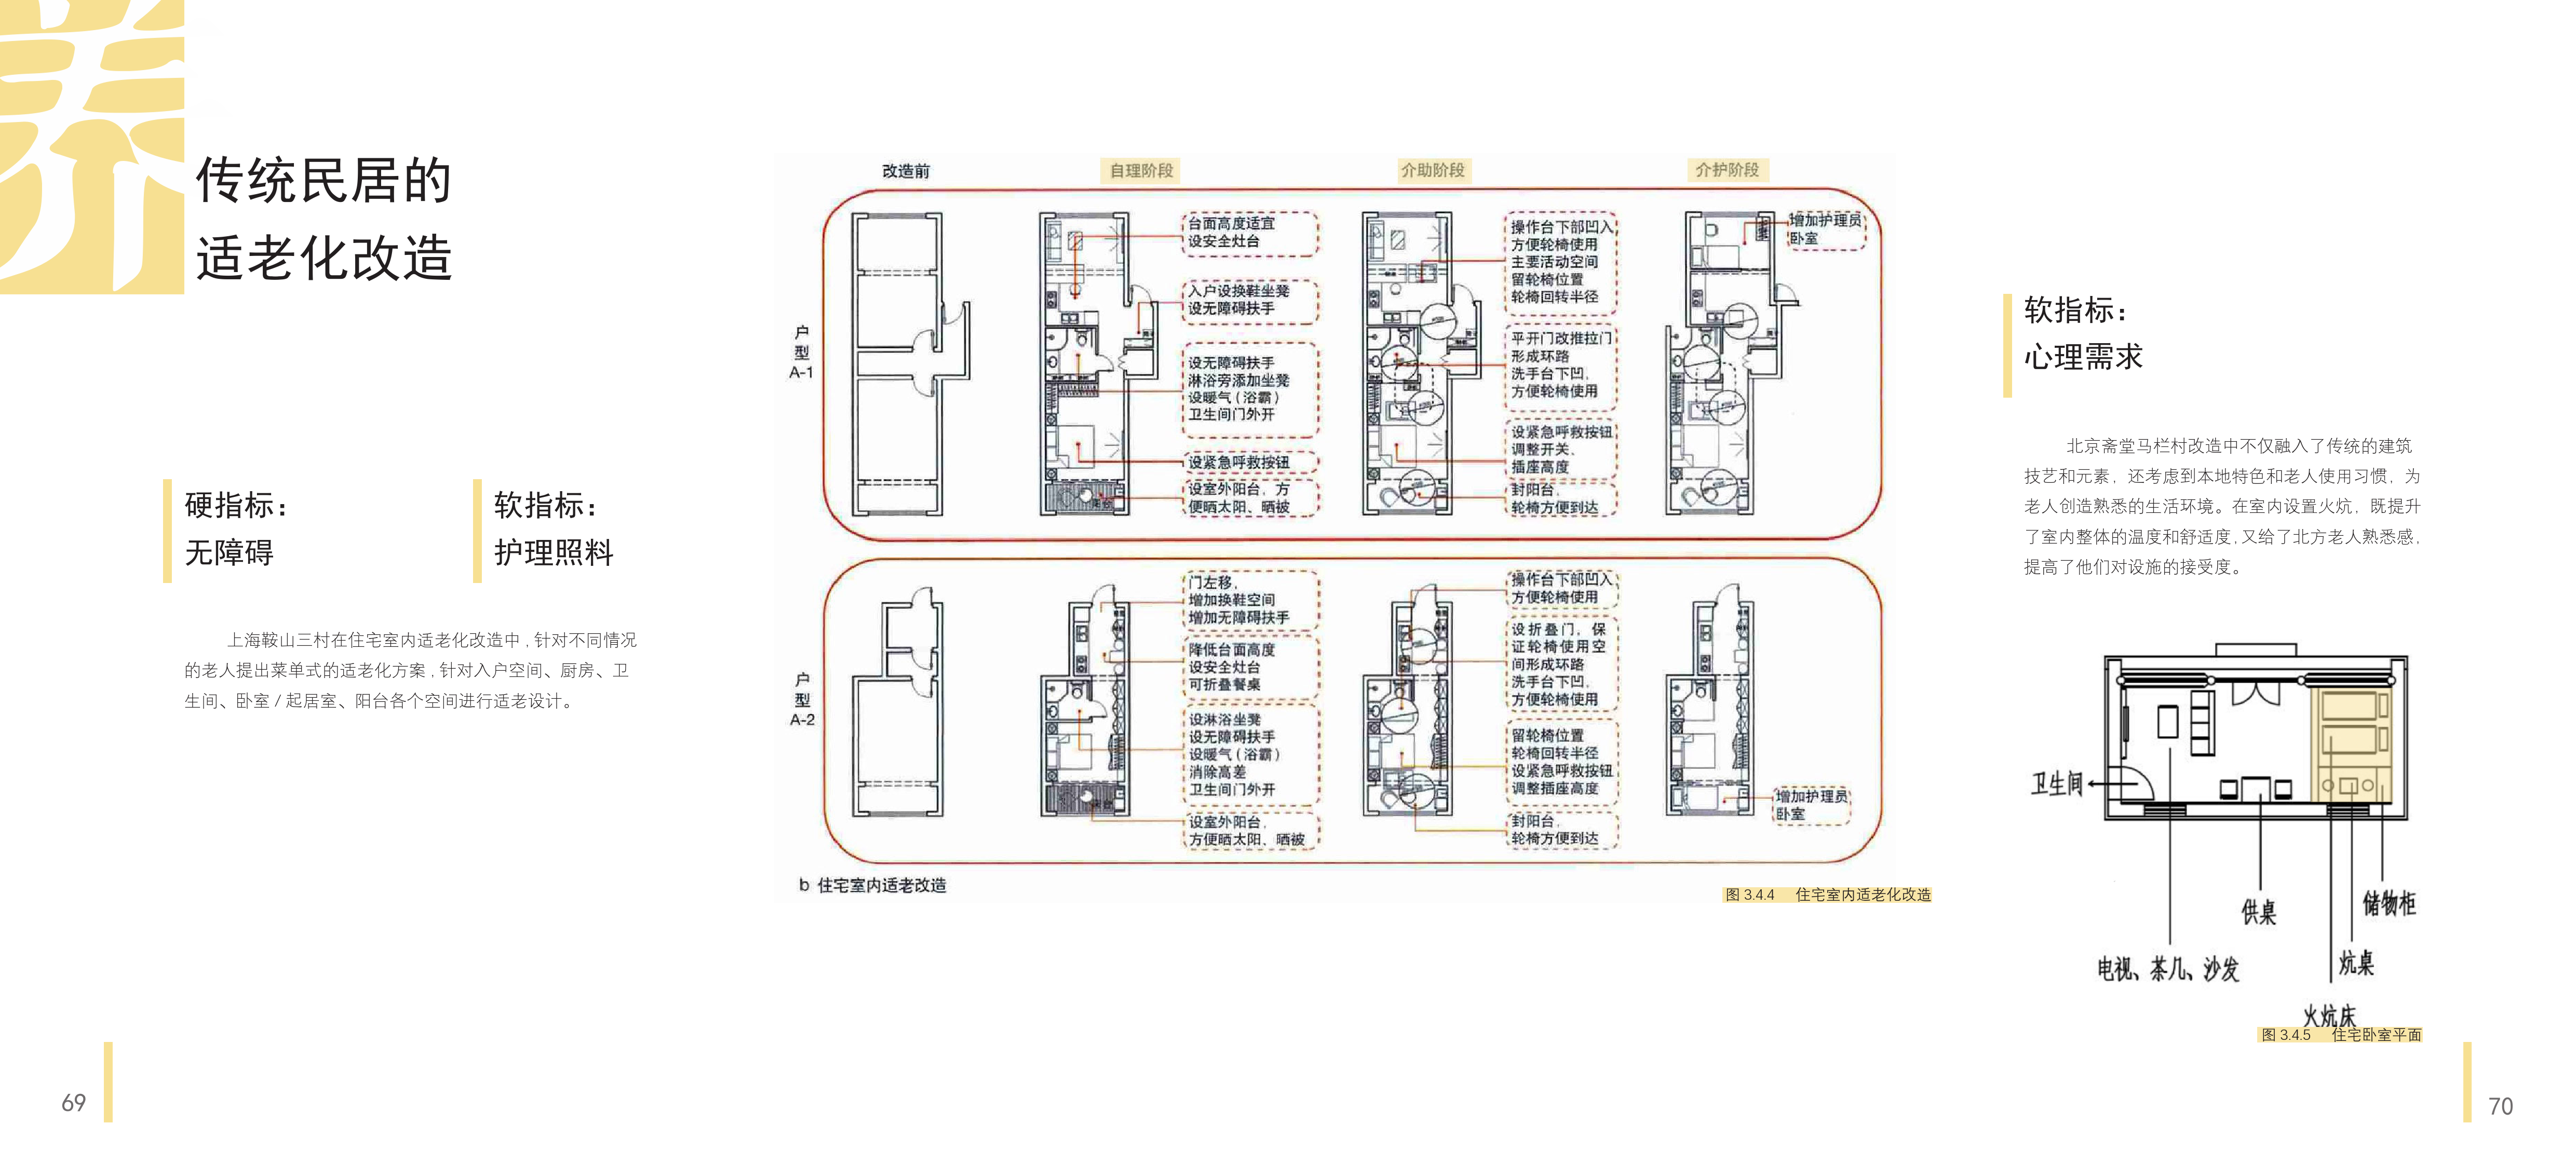 养
传统民居的
适老化改造
硬指标：
无障碍
软指标：
护理照料
上海鞍山三村在住宅室内适老化改造中，针对不同情况
的老人提出菜单式的适老化方案，针对入户空间、厨房、卫
生间、卧室/起居室、阳台各个空间进行适老设计。
69
改造前
自理阶段
介助阶段
介护阶段
户
型
A-1
台面高度适宜
设安全灶台
入户设换鞋坐凳
设无障碍扶手
设无障碍扶手
淋浴旁添加坐凳
设暖气（浴霸）
卫生间门外开
设紧急呼救按钮
设室外阳台，方
便晒太阳、晒被
操作台下部凹入
方便轮椅使用
主要活动空间
留轮椅位置
轮椅回转半径
平开门改推拉门
形成环路
洗手台下凹，
方便轮椅使用
设紧急呼救按钮
调整开关、
插座高度
封阳台，
轮椅方便到达
增加护理员
卧室
户
型
A-2
门左移，
增加换鞋空间
增加无障碍扶手
降低台面高度
设安全灶台
可折叠餐桌
设淋浴坐凳
设无障碍扶手
设暖气（浴霸）
消除高差
卫生间门外开
设室外阳台，
方便晒太阳、晒被
操作台下部凹入
方便轮椅使用
设折叠门，保
证轮椅使用空
间形成环路
洗手台下凹，
方便轮椅使用
留轮椅位置
轮椅回转半径
设紧急呼救按钮
调整插座高度
封阳台，
轮椅方便到达
增加护理员
卧室
b 住宅室内适老改造
图 3.4.4 住宅室内适老化改造
软指标：
心理需求
北京斋堂马栏村改造中不仅融入了传统的建筑
技艺和元素，还考虑到本地特色和老人使用习惯，为
老人创造熟悉的生活环境。在室内设置火炕，既提升
了室内整体的温度和舒适度，又给了北方老人熟悉感，
提高了他们对设施的接受度。
卫生间
供桌
储物柜
电视、茶几、沙发
炕桌
火炕床
图 3.4.5 住宅卧室平面
70